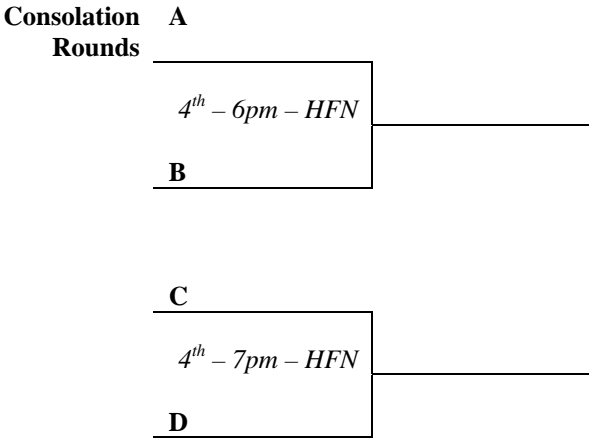 Consolation A
Rounds
4th – 6pm – HFN
B
C
4th – 7pm – HFN
D